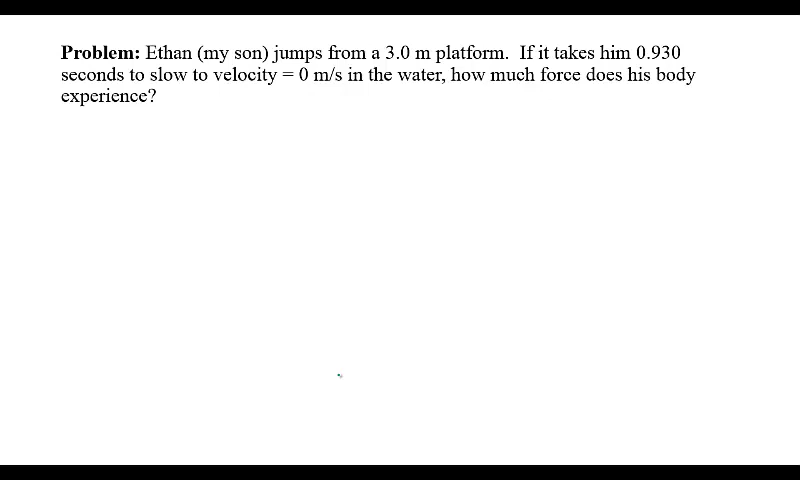 Problem: Ethan (my son) jumps from a 3.0 m platform.  If it takes him 0.930
seconds to slow to velocity = 0 m/s in the water, how much force does his body
experience?